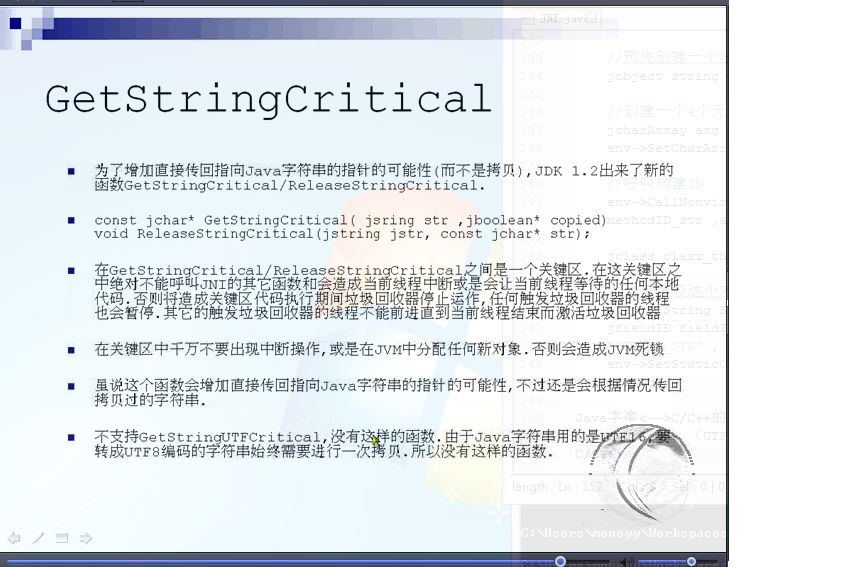 JNI.java
133 //预先创建一个
134 jobject string
135
136 //创建一个4个元
137 jcharArray arg
138 env->SetCharArr
GetStringCritical
为了增加直接传回指向Java字符串的指针的可能性(而不是拷贝),JDK 1.2出来了新的
函数GetStringCritical/ReleaseStringCritical.
const jchar* GetStringCritical( jsring str ,jboolean* copied)
void ReleaseStringCritical(jstring jstr, const jchar* str);
在GetStringCritical/ReleaseStringCritical之间是一个关键区.在这关键区之
中绝对不能呼叫JNI的其它函数和会造成当前线程中断或是会让当前线程等待的任何本地
代码.否则将造成关键区代码执行期间垃圾回收器停止运作,任何触发垃圾回收器的线程
也会暂停.其它的触发垃圾回收器的线程不能前进直到当前线程结束而激活垃圾回收器
在关键区中千万不要出现中断操作,或是在JVM中分配任何新对象.否则会造成JVM死锁
虽说这个函数会增加直接传回指向Java字符串的指针的可能性,不过还是会根据情况传回
拷贝过的字符串.
不支持GetStringUTFCritical,没有这样的函数.由于Java字符串用的是UTF16,要
转成UTF8编码的字符串始终需要进行一次拷贝.所以没有这样的函数.
env->CallNonvir
methodID_str ,a
jclass clazz_th
jfieldID fieldI
env->SetStaticO
Java字串<-->C/C++的
length Ln : 152 Sel : 0 | 0
C:\Users\moneyy\Workspaces